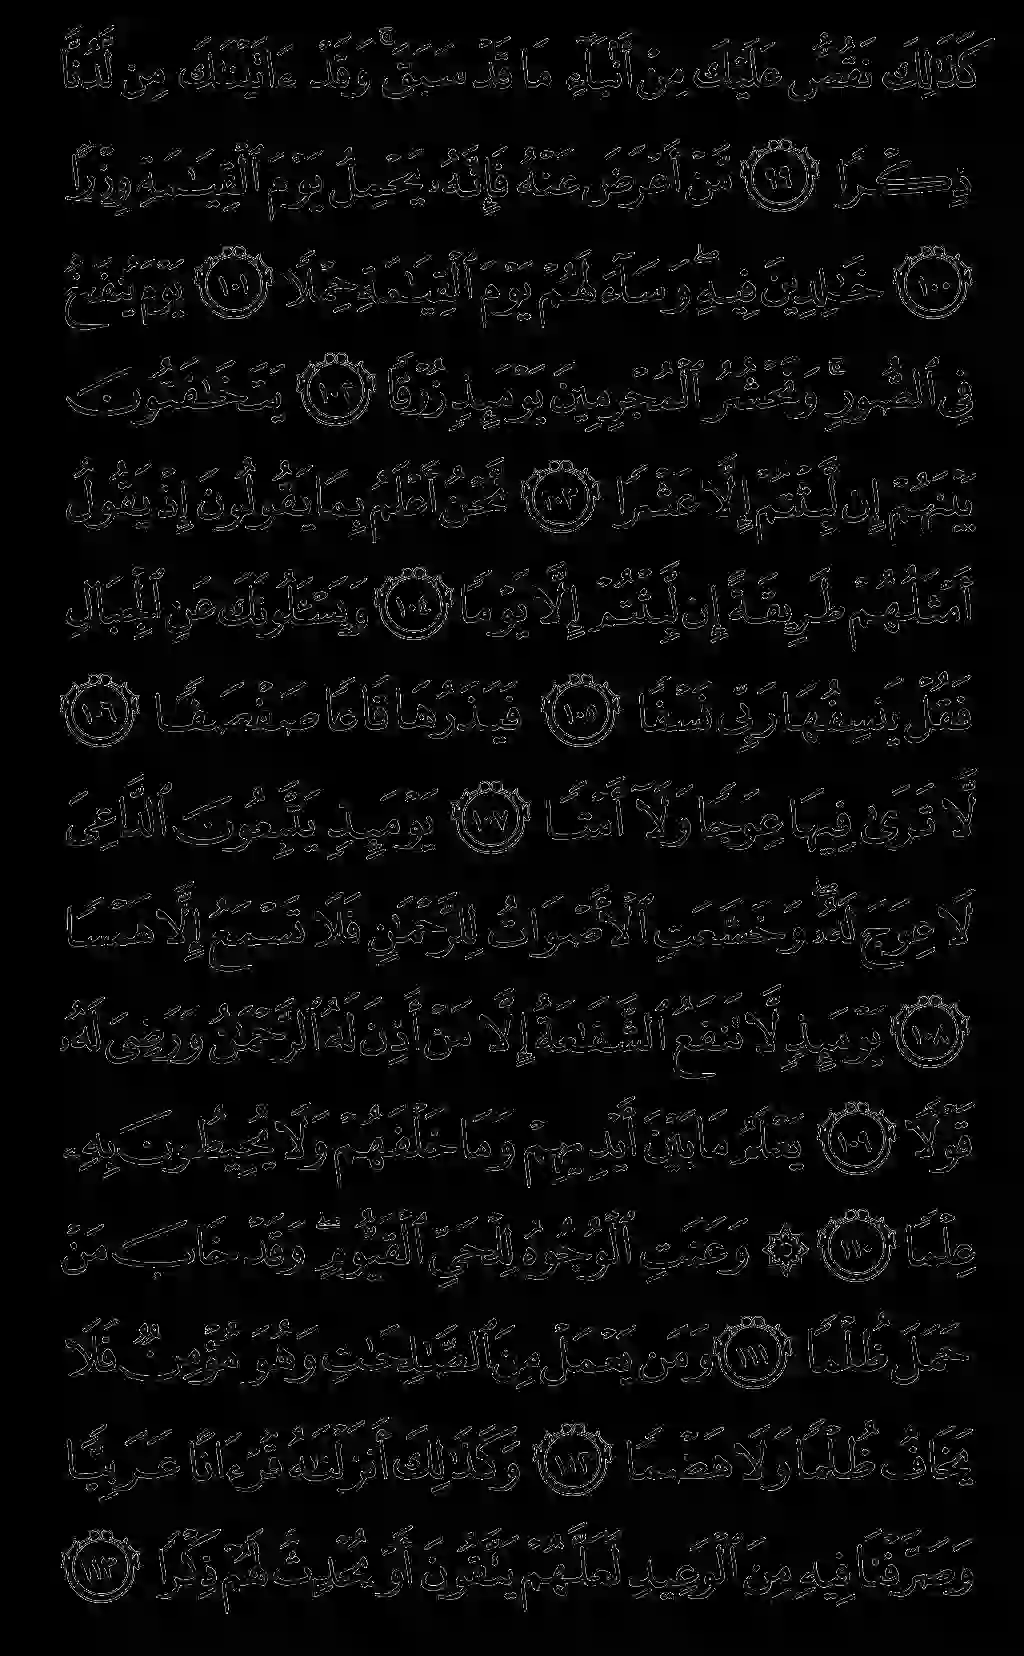 كَذَٰلِكَ نَقُصُّ عَلَيْكَ مِنْ أَنۢبَآءِ مَا قَدْ سَبَقَ ۚ وَقَدْ ءَاتَيْنَٰكَ مِن لَّدُنَّا
ذِكْرًا ٩٩ مَّنْ أَعْرَضَ عَنْهُ فَإِنَّهُۥ يَحْمِلُ يَوْمَ ٱلْقِيَٰمَةِ وِزْرًا
١٠٠ خَٰلِدِينَ فِيهِ ۖ وَسَآءَ لَهُمْ يَوْمَ ٱلْقِيَٰمَةِ حِمْلًا ١٠١ يَوْمَ يُنفَخُ
فِى ٱلصُّورِ ۚ وَنَحْشُرُ ٱلْمُجْرِمِينَ يَوْمَئِذٍ زُرْقًا ١٠٢ يَتَخَٰفَتُونَ
بَيْنَهُمْ إِن لَّبِثْتُمْ إِلَّا عَشْرًا ١٠٣ نَّحْنُ أَعْلَمُ بِمَا يَقُولُونَ إِذْ يَقُولُ
أَمْثَلُهُمْ طَرِيقَةً إِن لَّبِثْتُمْ إِلَّا يَوْمًا ١٠٤ وَيَسْـَٔلُونَكَ عَنِ ٱلْجِبَالِ
فَقُلْ يَنسِفُهَا رَبِّى نَسْفًا ١٠٥ فَيَذَرُهَا قَاعًا صَفْصَفًا ١٠٦
لَّا تَرَىٰ فِيهَا عِوَجًا وَلَآ أَمْتًا ١٠٧ يَوْمَئِذٍ يَتَّبِعُونَ ٱلدَّاعِىَ
لَا عِوَجَ لَهُۥ ۖ وَخَشَعَتِ ٱلْأَصْوَاتُ لِلرَّحْمَٰنِ فَلَا تَسْمَعُ إِلَّا هَمْسًا
١٠٨ يَوْمَئِذٍ لَّا تَنفَعُ ٱلشَّفَٰعَةُ إِلَّا مَنْ أَذِنَ لَهُ ٱلرَّحْمَٰنُ وَرَضِىَ لَهُۥ
قَوْلًا ١٠٩ يَعْلَمُ مَا بَيْنَ أَيْدِيهِمْ وَمَا خَلْفَهُمْ وَلَا يُحِيطُونَ بِهِۦ
عِلْمًا ١١٠ ۞ وَعَنَتِ ٱلْوُجُوهُ لِلْحَىِّ ٱلْقَيُّومِ ۖ وَقَدْ خَابَ مَنْ
حَمَلَ ظُلْمًا ١١١ وَمَن يَعْمَلْ مِنَ ٱلصَّٰلِحَٰتِ وَهُوَ مُؤْمِنٌ فَلَا
يَخَافُ ظُلْمًا وَلَا هَضْمًا ١١٢ وَكَذَٰلِكَ أَنزَلْنَٰهُ قُرْءَانًا عَرَبِيًّا
وَصَرَّفْنَا فِيهِ مِنَ ٱلْوَعِيدِ لَعَلَّهُمْ يَتَّقُونَ أَوْ يُحْدِثُ لَهُمْ ذِكْرًا ١١٣